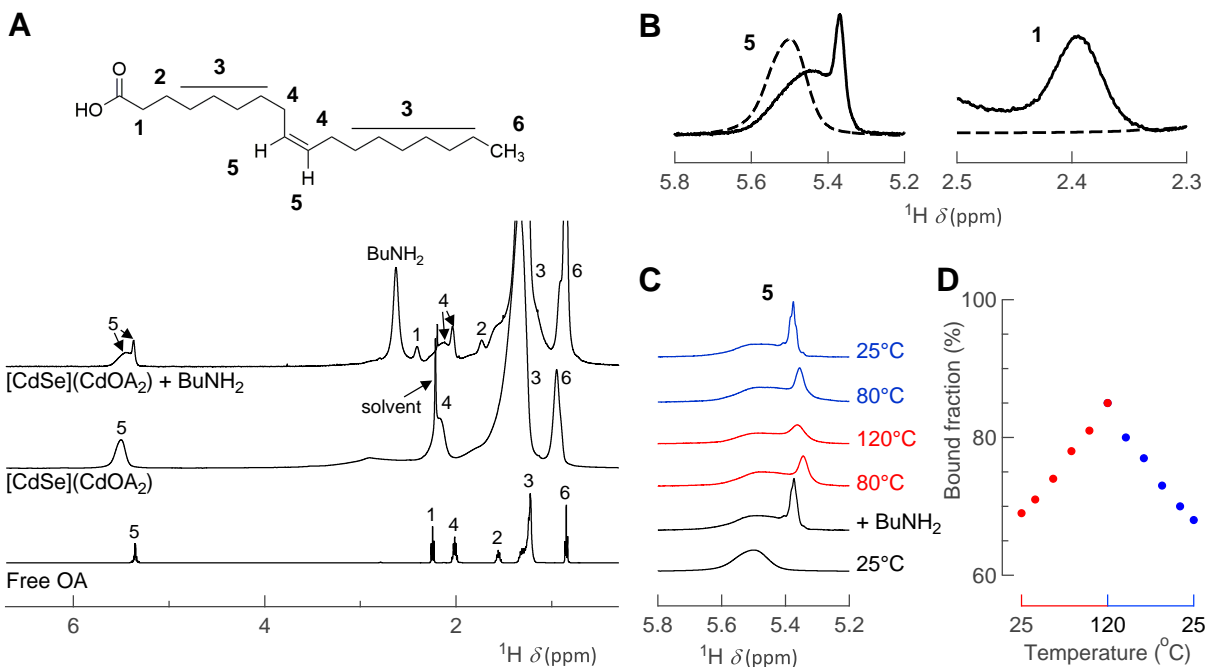 A
O
HO
1
2
3
4
4
3
6
CH3
5
H
H
5
BuNH2
5
1
4
2
3
6
[CdSe](CdOA2) + BuNH2
solvent
4
3
6
5
[CdSe](CdOA2)
5
1
4
2
3
6
Free OA
6
4
2
1H δ(ppm)
B
5
1
5.8
5.6
5.4
5.2
2.5
2.4
2.3
1H δ(ppm)
C
5
25°C
80°C
120°C
80°C
+ BuNH2
25°C
5.8
5.6
5.4
5.2
1H δ(ppm)
D
100
80
60
Bound fraction (%)
25
120
25
Temperature (°C)